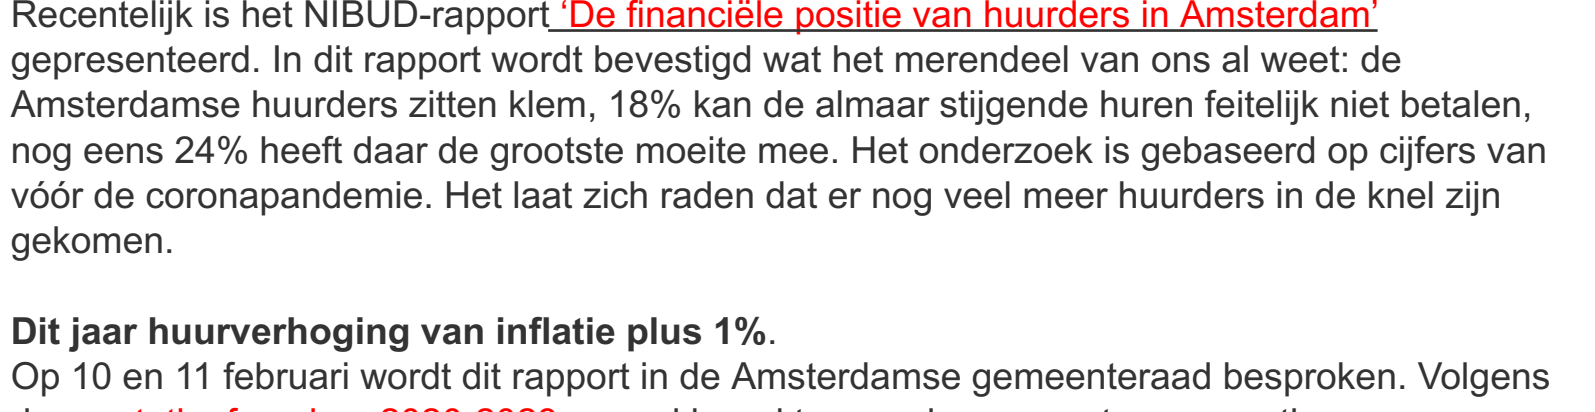 Recentelijk is het NIBUD-rapport ‘De financiële positie van huurders in Amsterdam’
gepresenteerd. In dit rapport wordt bevestigd wat het merendeel van ons al weet: de
Amsterdamse huurders zitten klem, 18% kan de almaar stijgende huren feitelijk niet betalen,
nog eens 24% heeft daar de grootste moeite mee. Het onderzoek is gebaseerd op cijfers van
vóór de coronapandemie. Het laat zich raden dat er nog veel meer huurders in de knel zijn
gekomen.
Dit jaar huurverhoging van inflatie plus 1%.
Op 10 en 11 februari wordt dit rapport in de Amsterdamse gemeenteraad besproken. Volgens